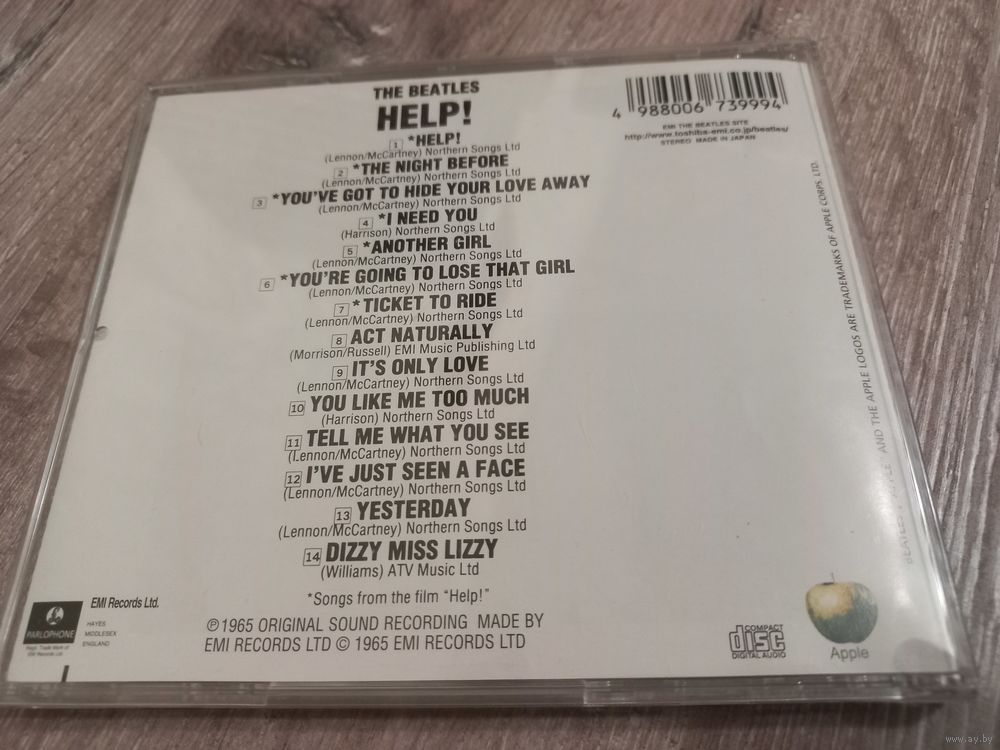 THE BEATLES
HELP!
1 *HELP!
(Lennon/McCartney) Northern Songs Ltd
2 *THE NIGHT BEFORE
(Lennon/McCartney) Northern Songs Ltd
3 *YOU'VE GOT TO HIDE YOUR LOVE AWAY
(Lennon/McCartney) Northern Songs Ltd
4 *I NEED YOU
(Harrison) Northern Songs Ltd
5 *ANOTHER GIRL
(Lennon/McCartney) Northern Songs Ltd
6 *YOU'RE GOING TO LOSE THAT GIRL
(Lennon/McCartney) Northern Songs Ltd
7 *TICKET TO RIDE
(Lennon/McCartney) Northern Songs Ltd
8 ACT NATURALLY
(Morrison/Russell) EMI Music Publishing Ltd
9 IT'S ONLY LOVE
(Lennon/McCartney) Northern Songs Ltd
10 YOU LIKE ME TOO MUCH
(Harrison) Northern Songs Ltd
11 TELL ME WHAT YOU SEE
(Lennon/McCartney) Northern Songs Ltd
12 I'VE JUST SEEN A FACE
(Lennon/McCartney) Northern Songs Ltd
13 YESTERDAY
(Lennon/McCartney) Northern Songs Ltd
14 DIZZY MISS LIZZY
(Williams) ATV Music Ltd
*Songs from the film "Help!"
℗ 1965 ORIGINAL SOUND RECORDING MADE BY
EMI RECORDS LTD © 1965 EMI RECORDS LTD
4 988006 739994
EMI THE BEATLES SITE
http://www.toshiba-emi.co.jp/beatles/
STEREO MADE IN JAPAN
AND THE APPLE LOGOS ARE TRADEMARKS OF APPLE CORPS. LTD.
PARLOPHONE
Regd. Trade Mark of
EMI Records Ltd.
EMI Records Ltd.
HAYES
MIDDLESEX
ENGLAND
COMPACT
disc
DIGITAL AUDIO
Apple
www.ay.by